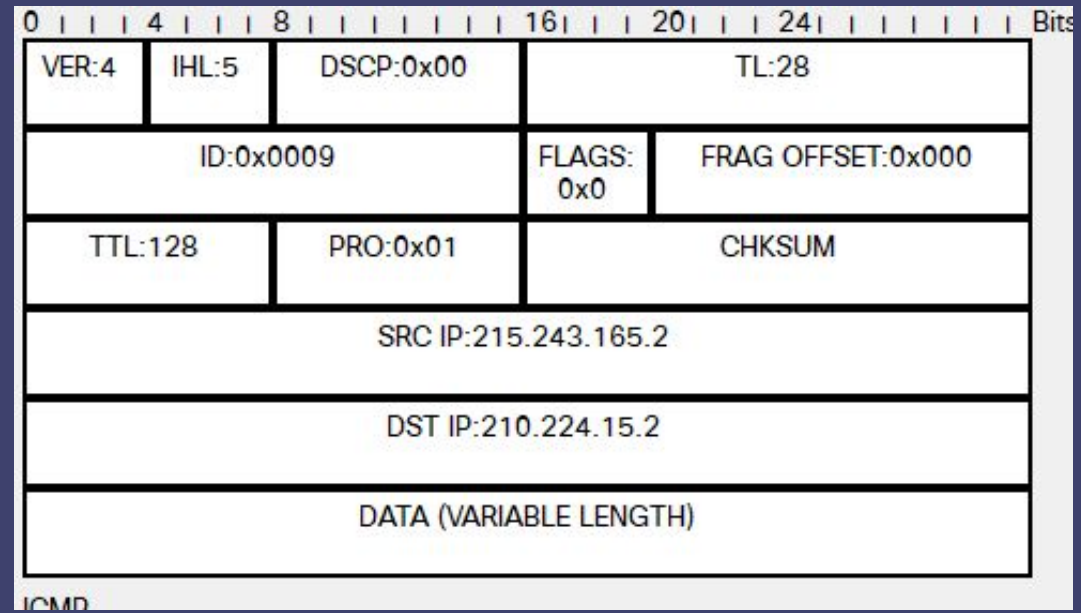 0 4 8 16 20 24 Bits
VER:4 IHL:5 DSCP:0x00 TL:28
ID:0x0009 FLAGS: FRAG OFFSET:0x000
0x0
TTL:128 PRO:0x01 CHKSUM
SRC IP:215.243.165.2
DST IP:210.224.15.2
DATA (VARIABLE LENGTH)
ICMP